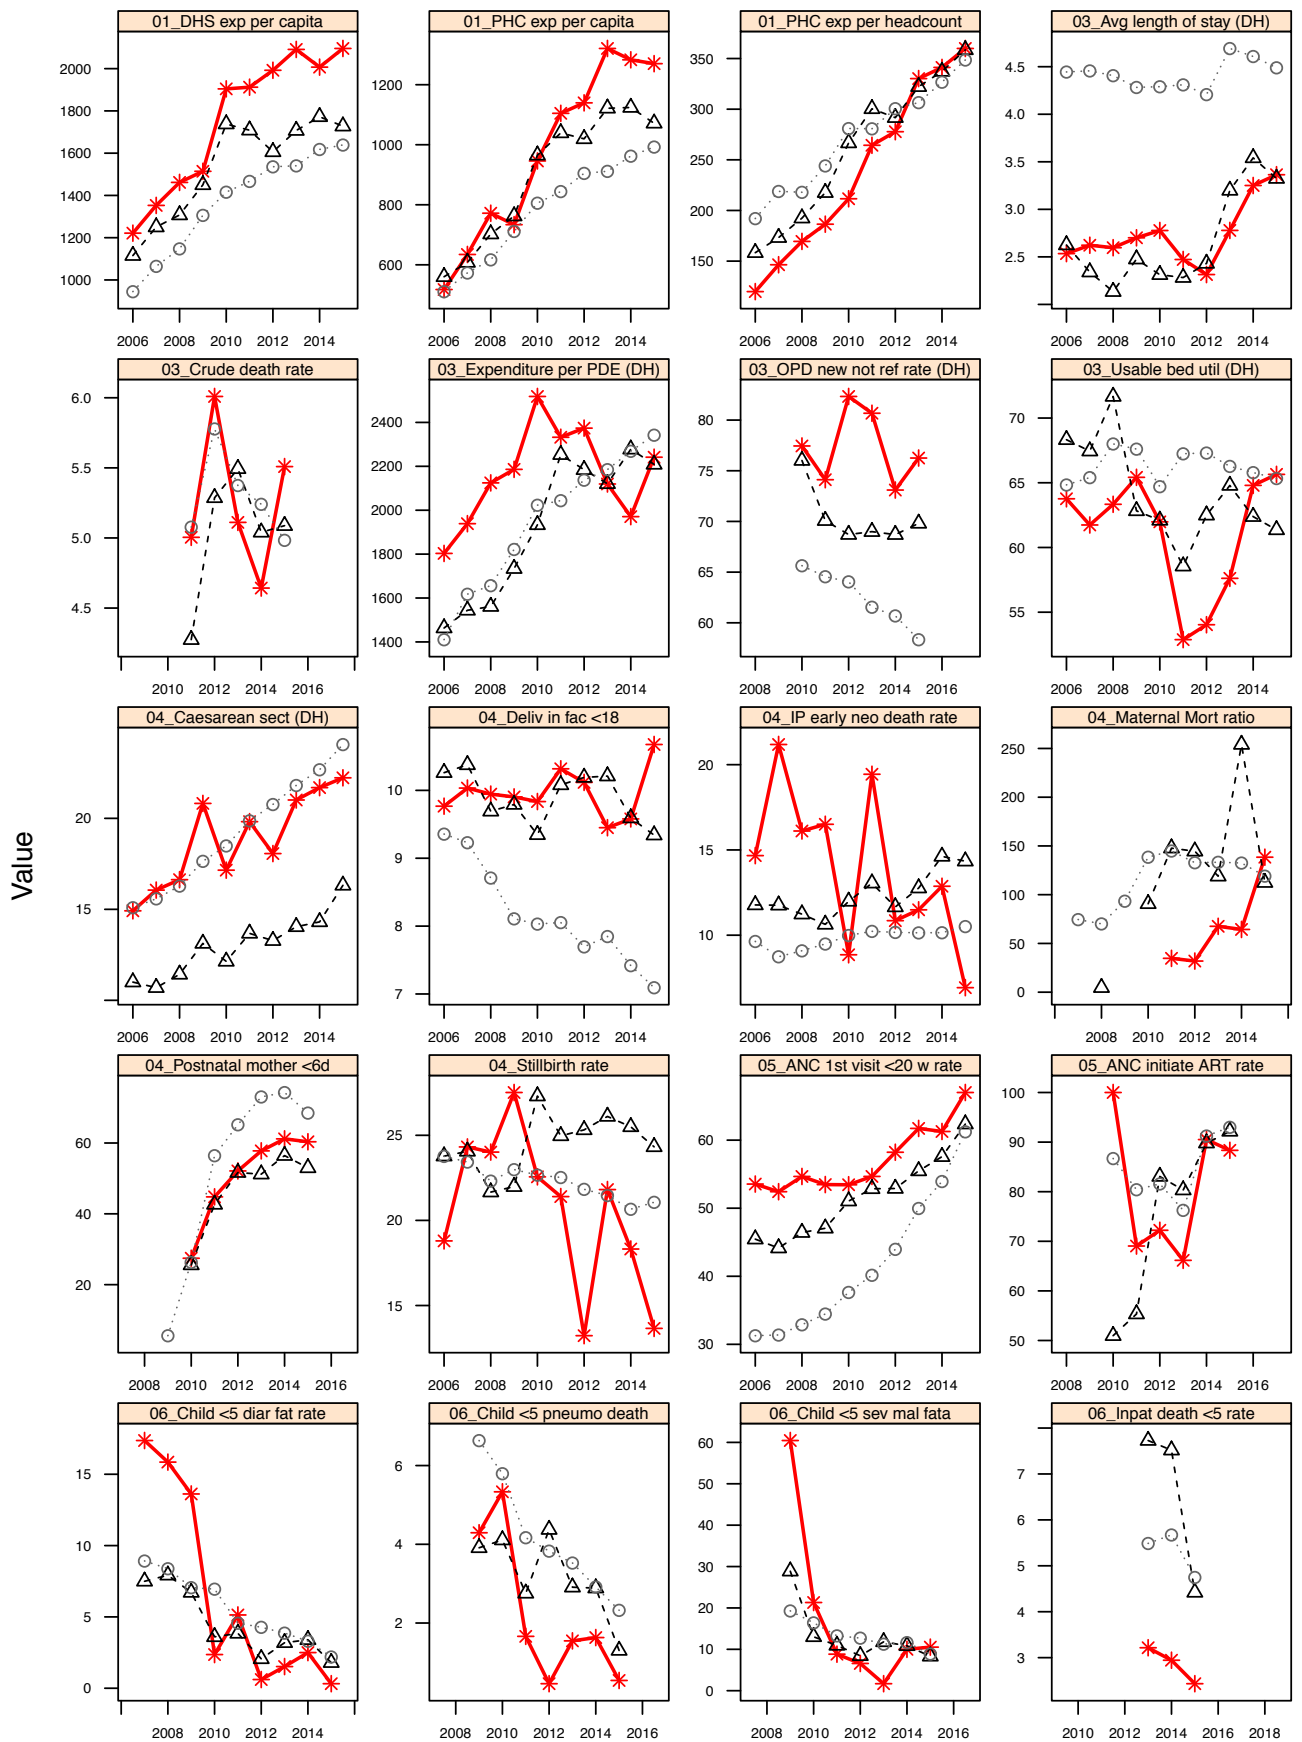 Value
01_DHS exp per capita
2000
1800
1600
1400
1200
1000
2006 2008 2010 2012 2014
01_PHC exp per capita
1200
1000
800
600
2006 2008 2010 2012 2014
01_PHC exp per headcount
350
300
250
200
150
2006 2008 2010 2012 2014
03_Avg length of stay (DH)
4.5
4.0
3.5
3.0
2.5
2006 2008 2010 2012 2014
03_Crude death rate
6.0
5.5
5.0
4.5
2010 2012 2014 2016
03_Expenditure per PDE (DH)
2400
2200
2000
1800
1600
1400
2006 2008 2010 2012 2014
03_OPD new not ref rate (DH)
80
75
70
65
60
2008 2010 2012 2014 2016
03_Usable bed util (DH)
70
65
60
55
2006 2008 2010 2012 2014
04_Caesarean sect (DH)
20
15
2006 2008 2010 2012 2014
04_Deliv in fac <18
10
9
8
7
2006 2008 2010 2012 2014
04_IP early neo death rate
20
15
10
2006 2008 2010 2012 2014
04_Maternal Mort ratio
250
200
150
100
50
0
2008 2010 2012 2014
04_Postnatal mother <6d
60
40
20
2008 2010 2012 2014 2016
04_Stillbirth rate
25
20
15
2006 2008 2010 2012 2014
05_ANC 1st visit <20 w rate
60
50
40
30
2006 2008 2010 2012 2014
05_ANC initiate ART rate
100
90
80
70
60
50
2008 2010 2012 2014 2016 2018
06_Child <5 diar fat rate
15
10
5
0
2008 2010 2012 2014
06_Child <5 pneumo death
6
4
2
2008 2010 2012 2014 2016
06_Child <5 sev mal fata
60
50
40
30
20
10
0
2008 2010 2012 2014 2016
06_Inpat death <5 rate
7
6
5
4
3
2010 2012 2014 2016 2018